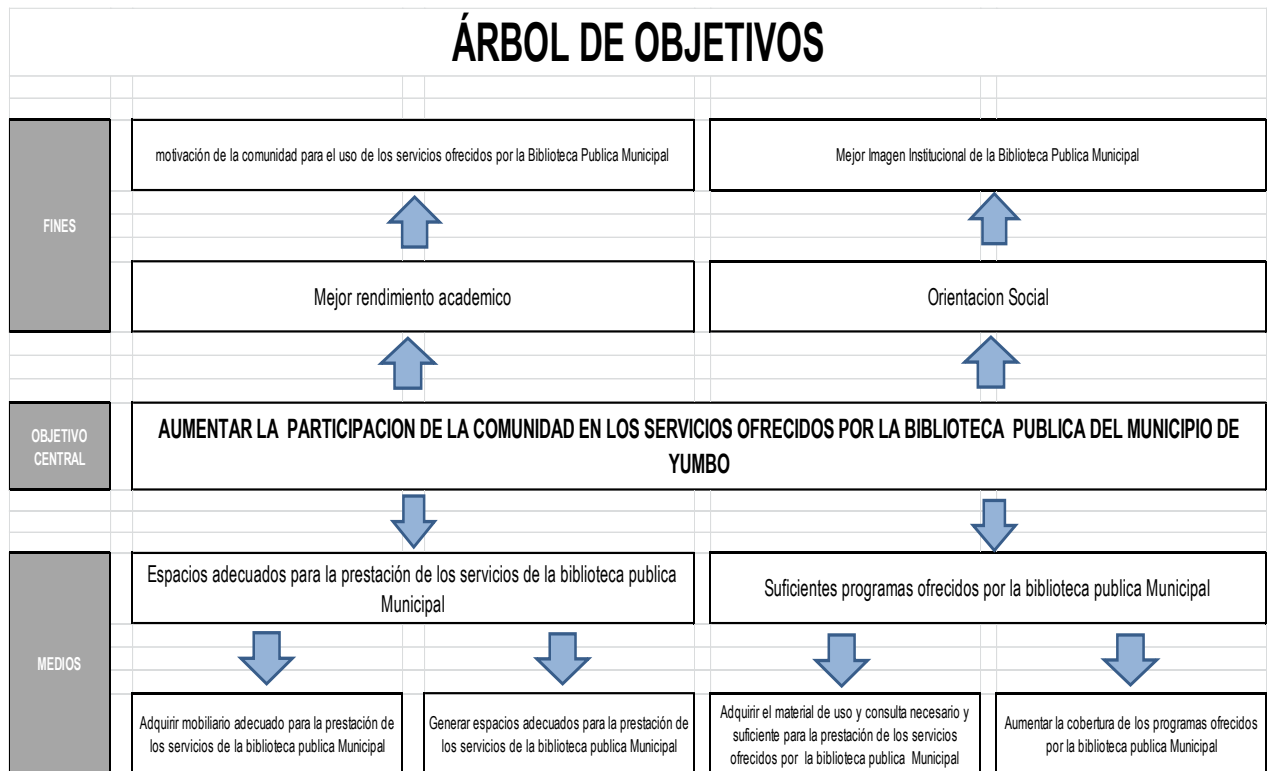 ÁRBOL DE OBJETIVOS
motivación de la comunidad para el uso de los servicios ofrecidos por la Biblioteca Publica Municipal
Mejor Imagen Institucional de la Biblioteca Publica Municipal
FINES
Mejor rendimiento academico
Orientacion Social
OBJETIVO
CENTRAL
AUMENTAR LA PARTICIPACION DE LA COMUNIDAD EN LOS SERVICIOS OFRECIDOS POR LA BIBLIOTECA PUBLICA DEL MUNICIPIO DE
YUMBO
Espacios adecuados para la prestación de los servicios de la biblioteca publica
Municipal
Suficientes programas ofrecidos por la biblioteca publica Municipal
MEDIOS
Adquirir mobiliario adecuado para la prestación de
los servicios de la biblioteca publica Municipal
Generar espacios adecuados para la prestación de
los servicios de la biblioteca publica Municipal
Adquirir el material de uso y consulta necesario y
suficiente para la prestación de los servicios
ofrecidos por la biblioteca publica Municipal
Aumentar la cobertura de los programas ofrecidos
por la biblioteca publica Municipal